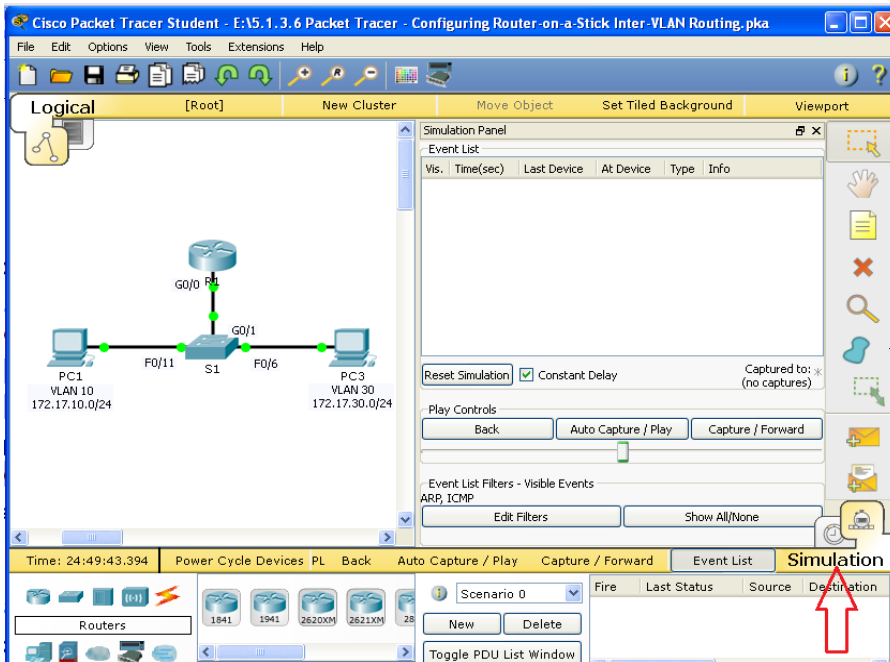 Cisco Packet Tracer Student - E:\5.1.3.6 Packet Tracer - Configuring Router-on-a-Stick Inter-VLAN Routing.pka
File Edit Options View Tools Extensions Help
Logical [Root] New Cluster Move Object Set Tiled Background Viewport
Simulation Panel
Event List
Vis. Time(sec) Last Device At Device Type Info
G0/0 R1
G0/1
F0/11 S1 F0/6
PC1
VLAN 10
172.17.10.0/24
PC3
VLAN 30
172.17.30.0/24
Reset Simulation Constant Delay Captured to: *
(no captures)
Play Controls
Back Auto Capture / Play Capture / Forward
Event List Filters - Visible Events
ARP, ICMP
Edit Filters Show All/None
Time: 24:49:43.394 Power Cycle Devices PL Back Auto Capture / Play Capture / Forward Event List Simulation
Routers
1841 1941 2620XM 2621XM 28
Scenario 0
New Delete
Toggle PDU List Window
Fire Last Status Source Destination